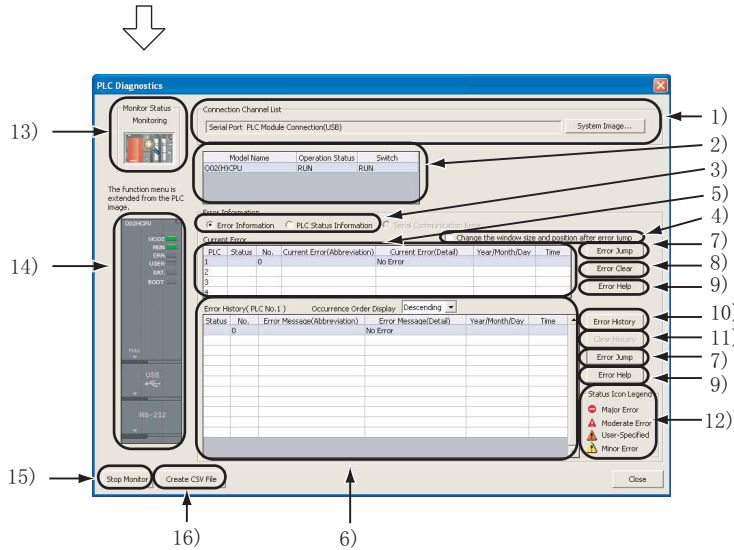 PLC Diagnostics
Monitor Status
Monitoring
13)
Connection Channel List
Serial Port PLC Module Connection(USB)
System Image...
1)
2)
Model Name Operation Status Switch
Q02(H)CPU RUN RUN
3)
The function menu is
extended from the PLC
image.
5)
Error Information
Error Information PLC Status Information Serial Communication Error
4)
Current Error
Change the window size and position after error jump
PLC Status No. Current Error(Abbreviation) Current Error(Detail) Year/Month/Day Time
1 0 No Error
2
3
4
Error Jump
7)
Error Clear
8)
Error Help
9)
14)
Q02HCPU
MODE
RUN
ERR.
USER
BAT.
BOOT
PULL
USB
RS-232
Error History( PLC No.1 ) Occurrence Order Display Descending
Status No. Error Message(Abbreviation) Error Message(Detail) Year/Month/Day Time
0 No Error
Error History
10)
Clear History
11)
Error Jump
7)
Error Help
9)
Status Icon Legend
Major Error
Moderate Error
User-Specified
Minor Error
12)
15)
Stop Monitor
Create CSV File
Close
16)
6)